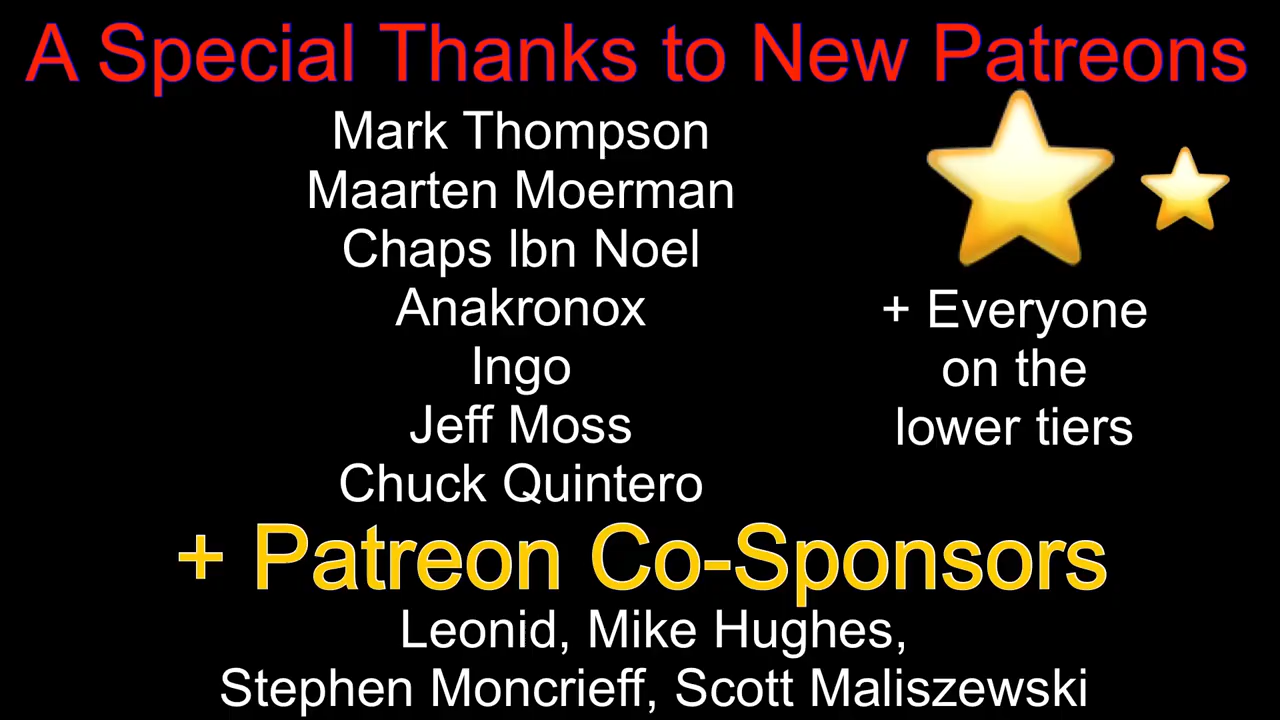 A Special Thanks to New Patreons
Mark Thompson
Maarten Moerman
Chaps Ibn Noel
Anakronox
Ingo
Jeff Moss
Chuck Quintero
+ Everyone
on the
lower tiers
+ Patreon Co-Sponsors
Leonid, Mike Hughes,
Stephen Moncrieff, Scott Maliszewski